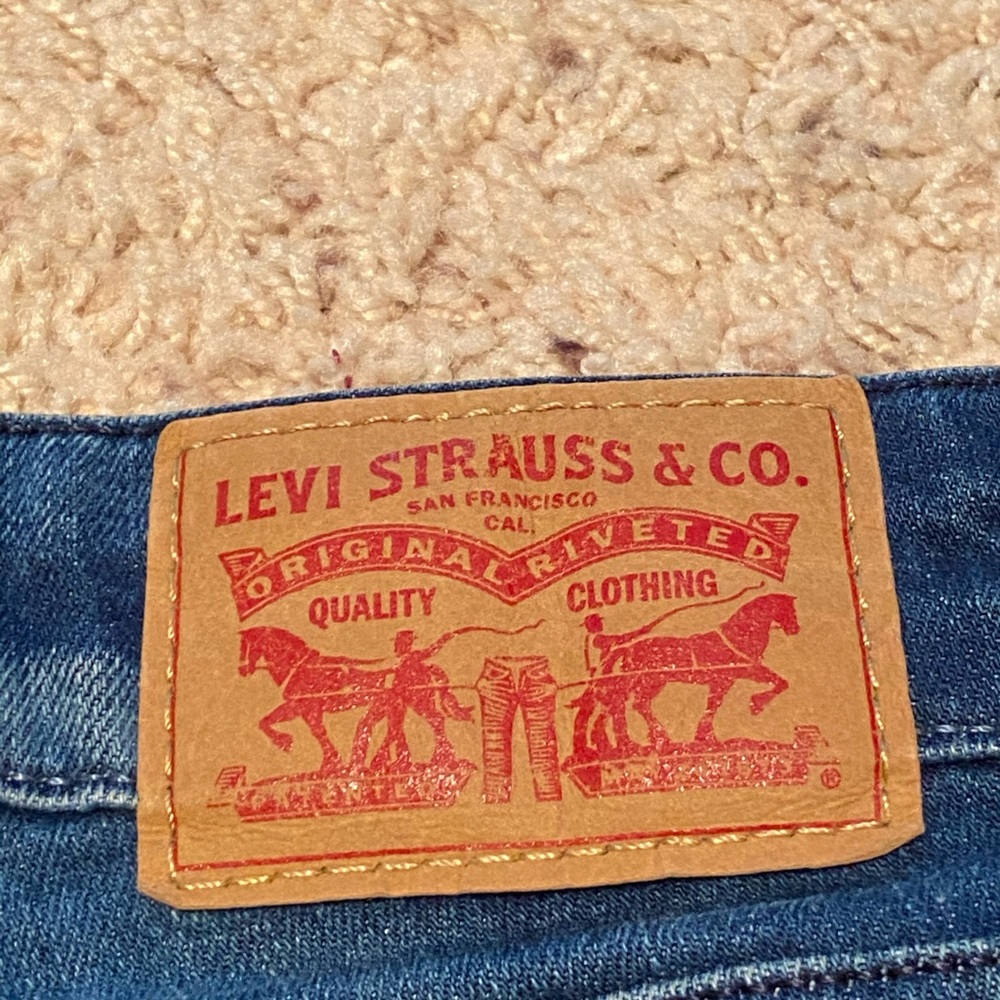 LEVI STRAUSS & CO.
SAN FRANCISCO
CAL.
ORIGINAL RIVETED
QUALITY CLOTHING
®